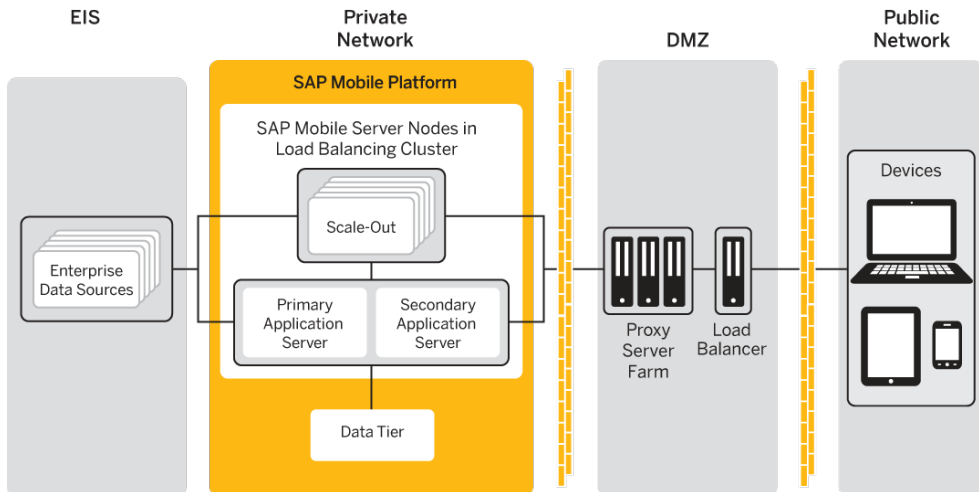 EIS
Private
Network
DMZ
Public
Network
SAP Mobile Platform
SAP Mobile Server Nodes in
Load Balancing Cluster
Scale-Out
Enterprise
Data Sources
Primary
Application
Server
Secondary
Application
Server
Data Tier
Proxy
Server
Farm
Load
Balancer
Devices